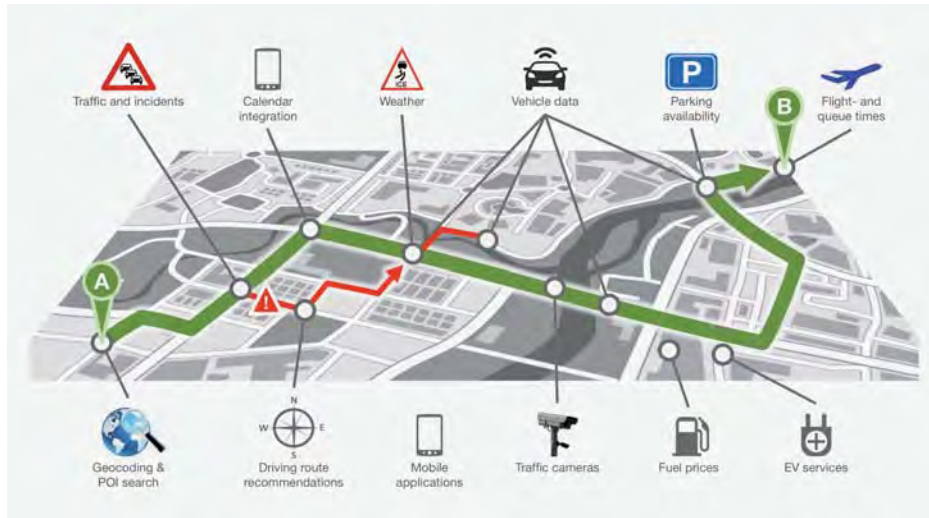 Traffic and incidents
Calendar
integration
ICE
Weather
Vehicle data
P
Parking
availability
B
Flight- and
queue times
A
!
N
W
E
S
Geocoding &
POI search
Driving route
recommendations
Mobile
applications
Traffic cameras
Fuel prices
EV services